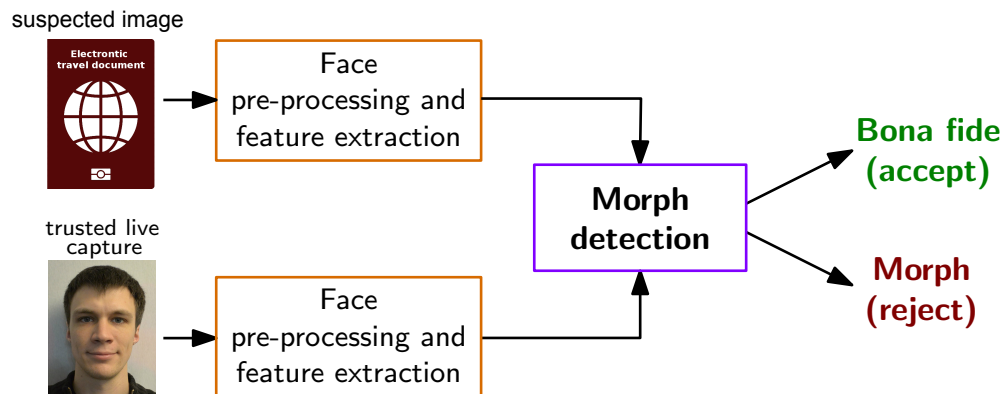 suspected image
Electrontic
travel document
Face
pre-processing and
feature extraction
trusted live
capture
Face
pre-processing and
feature extraction
Morph
detection
Bona fide
(accept)
Morph
(reject)